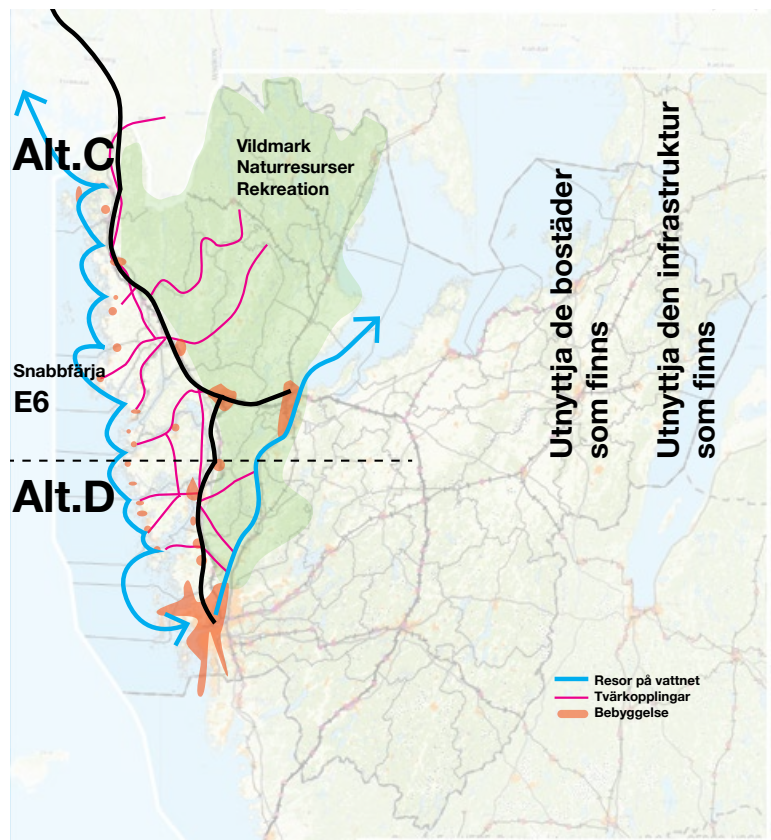 Alt.C
Vildmark
Naturresurser
Rekreation
Snabbfärja
E6
Alt.D
Utnyttja de bostäder
som finns
Utnyttja den infrastruktur
som finns
Resor på vattnet
Tvärkopplingar
Bebyggelse